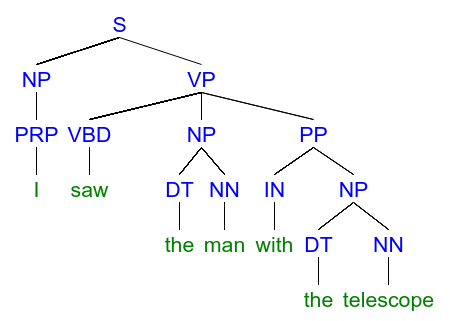 S
NP VP
PRP VBD NP PP
I saw DT NN IN NP
the man with DT NN
the telescope